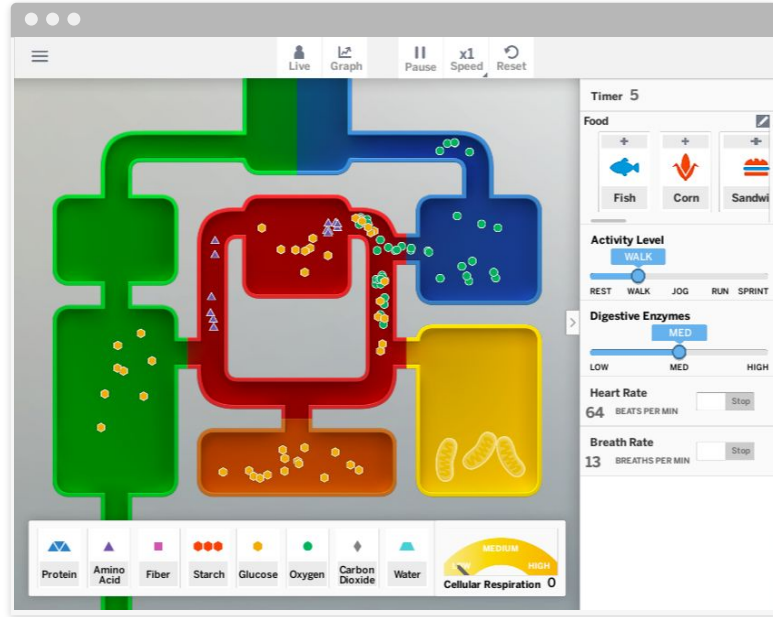 Live
Graph
Pause
x1
Speed
Reset
Timer 5
Food
Fish
Corn
Sandwi
Activity Level
WALK
REST WALK JOG RUN SPRINT
Digestive Enzymes
MED
LOW MED HIGH
Heart Rate
64 BEATS PER MIN
Stop
Breath Rate
13 BREATHS PER MIN
Stop
Protein
Amino
Acid
Fiber
Starch
Glucose
Oxygen
Carbon
Dioxide
Water
LOW
MEDIUM
HIGH
Cellular Respiration 0